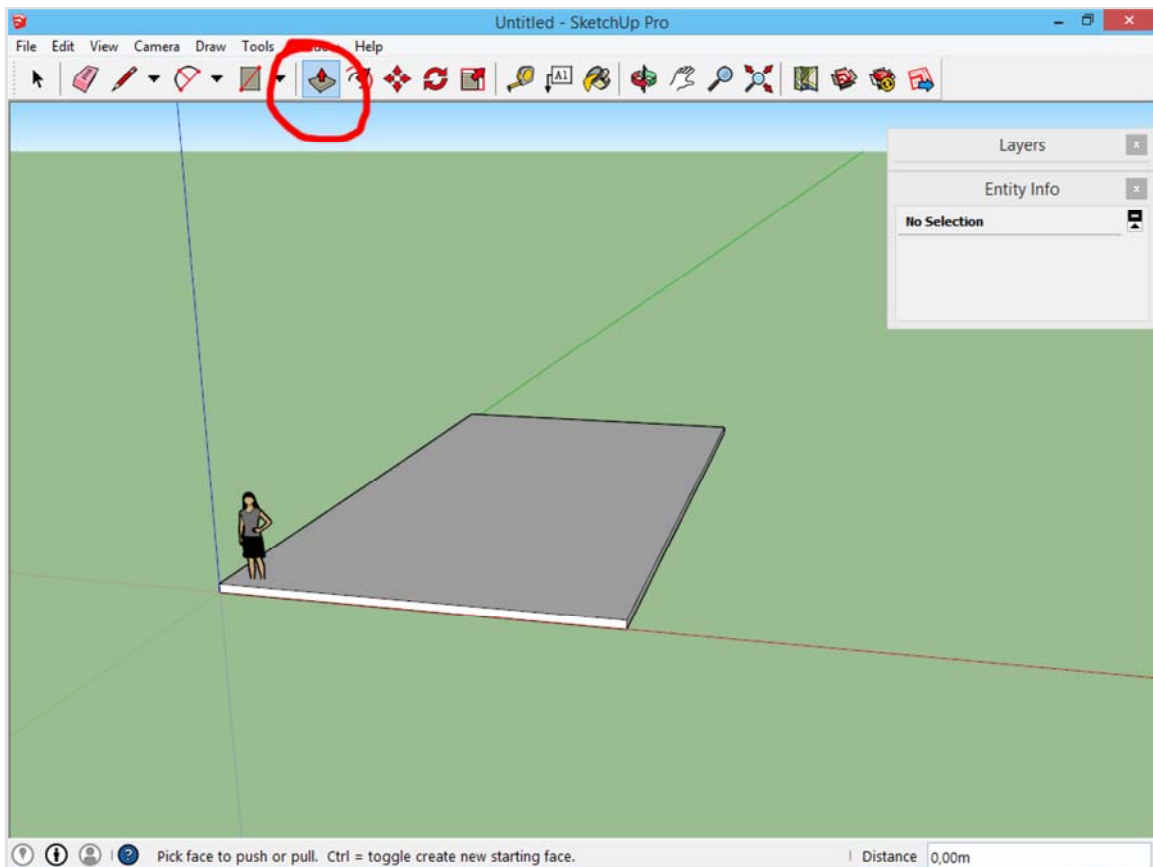 Untitled - SketchUp Pro
File Edit View Camera Draw Tools Help
A1
Layers
Entity Info
No Selection
Pick face to push or pull. Ctrl = toggle create new starting face.
Distance 0,00m